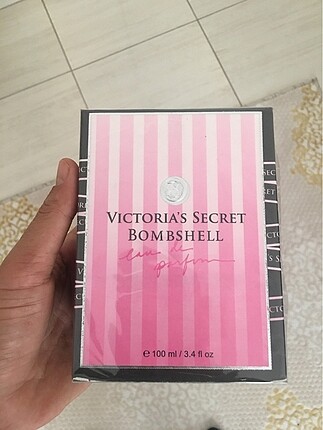 VICTORIA'S SECRET
BOMBSHELL
eau de
parfum
e 100 ml / 3.4 fl oz